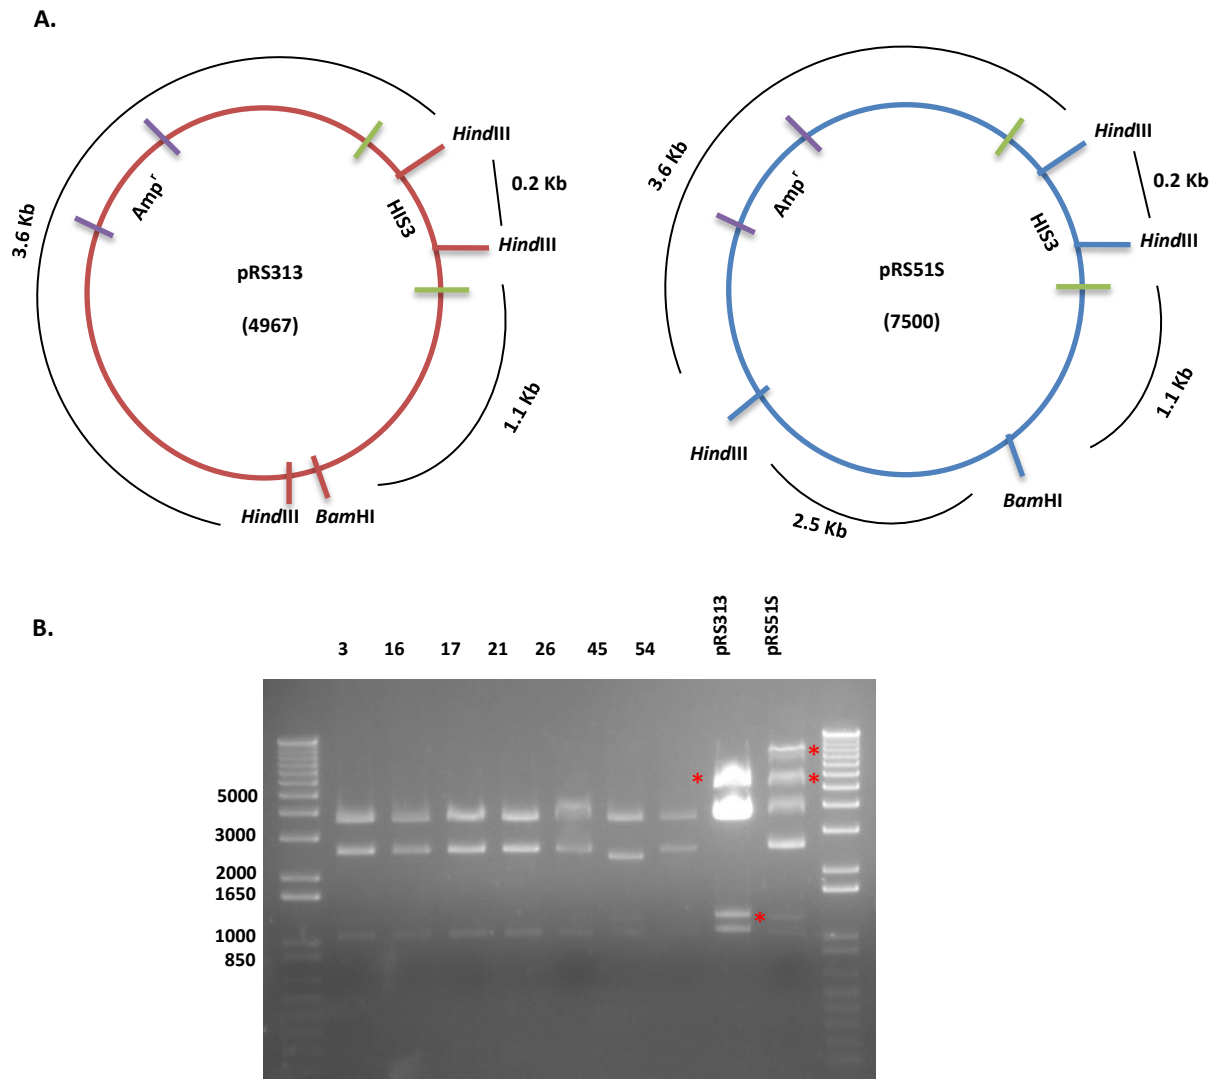 A.
HindIII
0.2 Kb
HindIII
HIS3
Amp r
3.6 Kb
pRS313
(4967)
1.1 Kb
HindIII BamHI
HindIII
0.2 Kb
HindIII
HIS3
Amp r
3.6 Kb
pRS51S
(7500)
1.1 Kb
HindIII
BamHI
2.5 Kb
B.
3 16 17 21 26 45 54 pRS313 pRS51S
*
*
*
*
5000
3000
2000
1650
1000
850